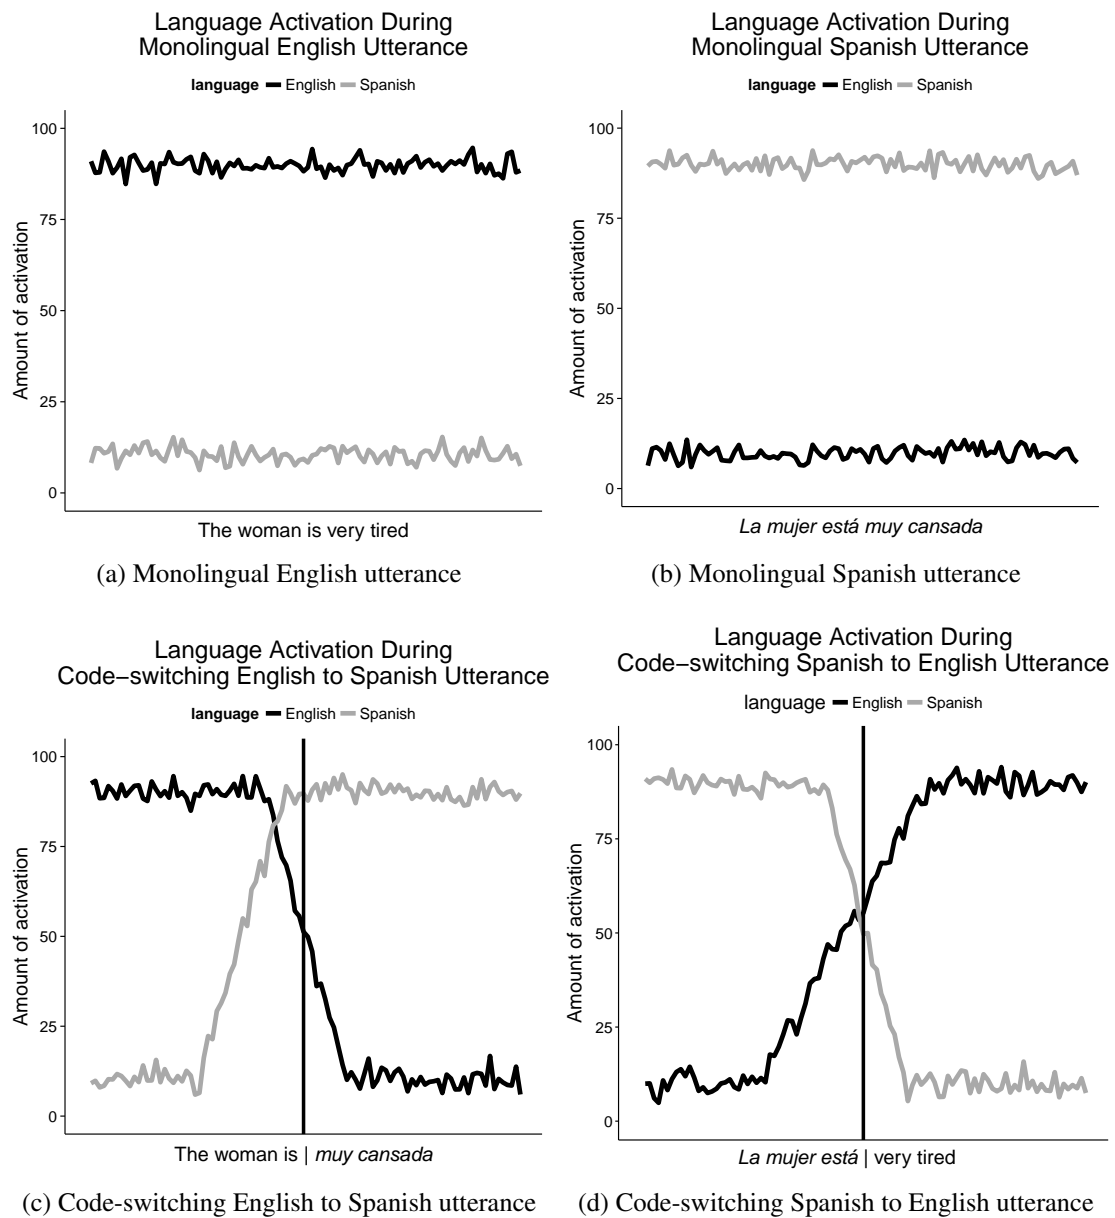 Language Activation During
Monolingual English Utterance
language English Spanish
100
75
50
25
0
Amount of activation
The woman is very tired
(a) Monolingual English utterance
Language Activation During
Monolingual Spanish Utterance
language English Spanish
100
75
50
25
0
Amount of activation
La mujer está muy cansada
(b) Monolingual Spanish utterance
Language Activation During
Code−switching English to Spanish Utterance
language English Spanish
100
75
50
25
0
Amount of activation
The woman is | muy cansada
(c) Code-switching English to Spanish utterance
Language Activation During
Code−switching Spanish to English Utterance
language English Spanish
100
75
50
25
0
Amount of activation
La mujer está | very tired
(d) Code-switching Spanish to English utterance